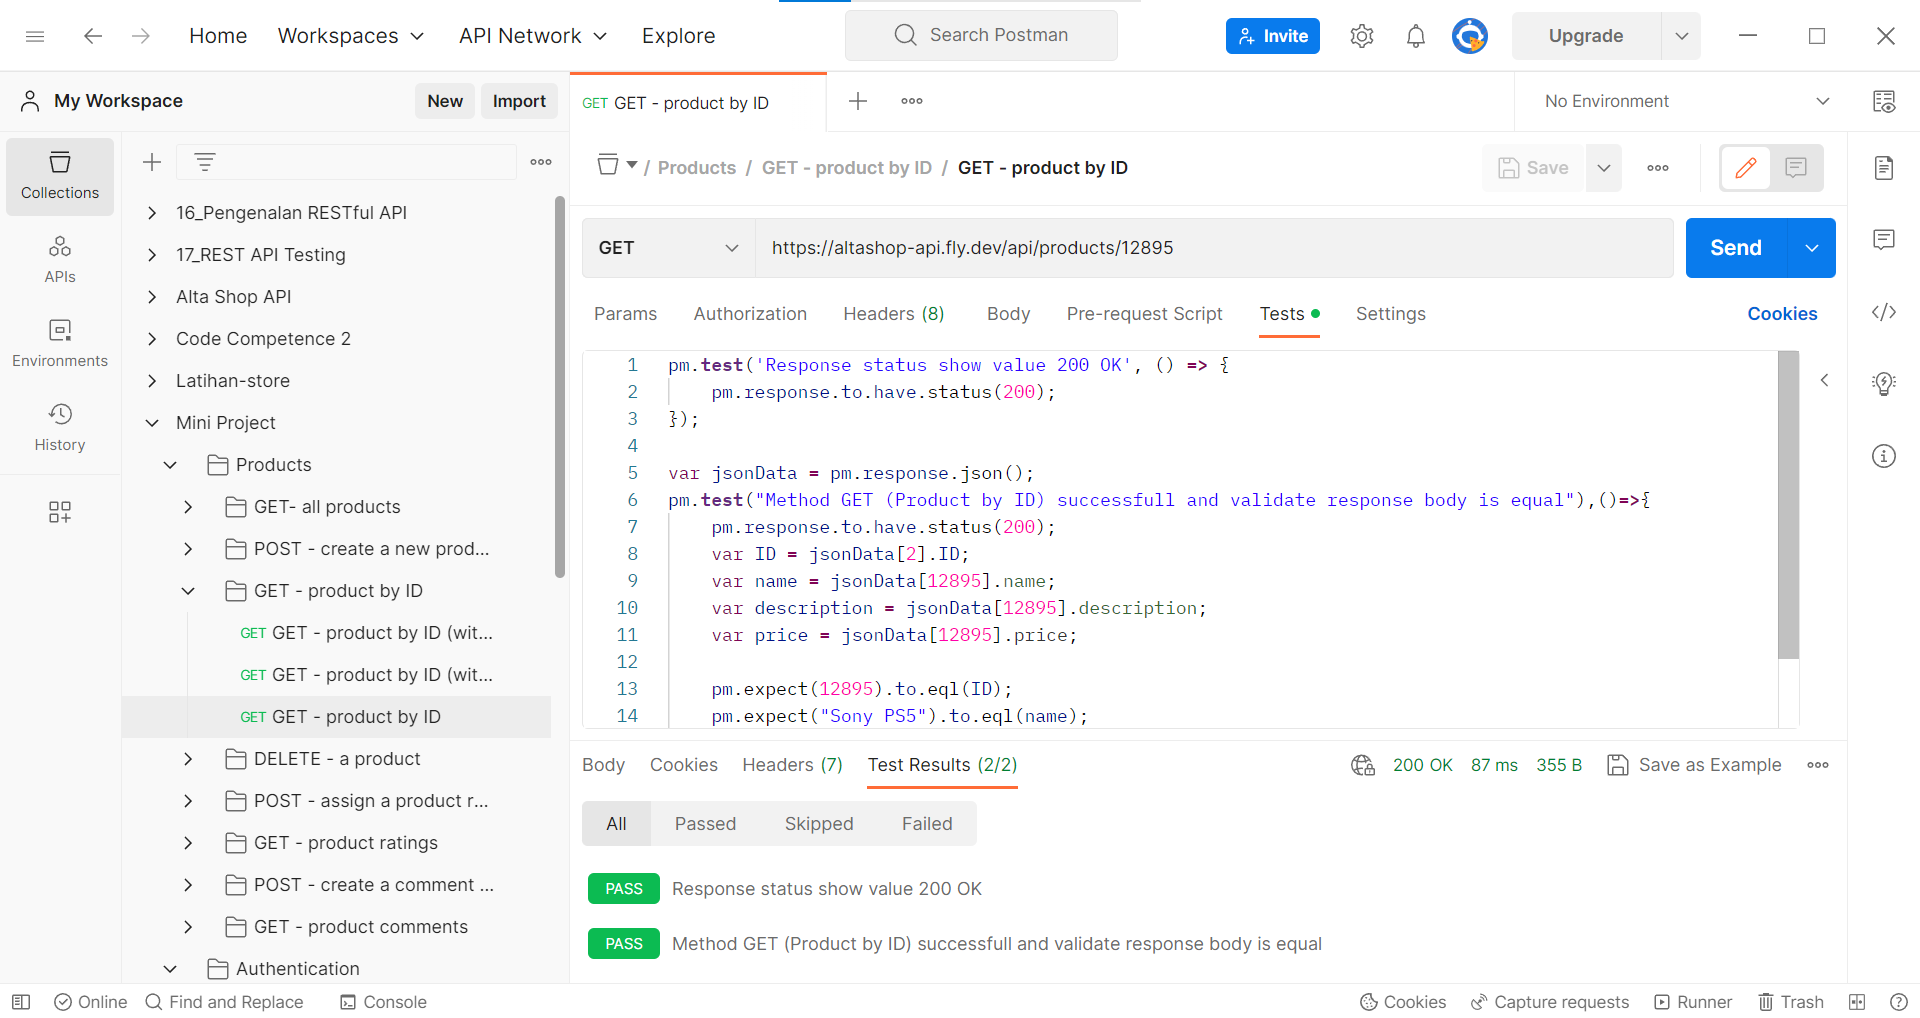 Home Workspaces API Network Explore Search Postman Invite Upgrade
My Workspace New Import GET GET - product by ID No Environment
Collections
APIs
Environments
History
16_Pengenalan RESTful API
17_REST API Testing
Alta Shop API
Code Competence 2
Latihan-store
Mini Project
Products
GET- all products
POST - create a new prod...
GET - product by ID
GET GET - product by ID (wit...
GET GET - product by ID (wit...
GET GET - product by ID
DELETE - a product
POST - assign a product r...
GET - product ratings
POST - create a comment ...
GET - product comments
Authentication
/ Products / GET - product by ID / GET - product by ID Save
GET https://altashop-api.fly.dev/api/products/12895 Send
Params Authorization Headers (8) Body Pre-request Script Tests Settings Cookies
1 pm.test('Response status show value 200 OK', () => {
2 pm.response.to.have.status(200);
3 });
4
5 var jsonData = pm.response.json();
6 pm.test("Method GET (Product by ID) successfull and validate response body is equal"),()=>{
7 pm.response.to.have.status(200);
8 var ID = jsonData[2].ID;
9 var name = jsonData[12895].name;
10 var description = jsonData[12895].description;
11 var price = jsonData[12895].price;
12
13 pm.expect(12895).to.eql(ID);
14 pm.expect("Sony PS5").to.eql(name);
Body Cookies Headers (7) Test Results (2/2) 200 OK 87 ms 355 B Save as Example
All Passed Skipped Failed
PASS Response status show value 200 OK
PASS Method GET (Product by ID) successfull and validate response body is equal
Online Find and Replace Console Cookies Capture requests Runner Trash